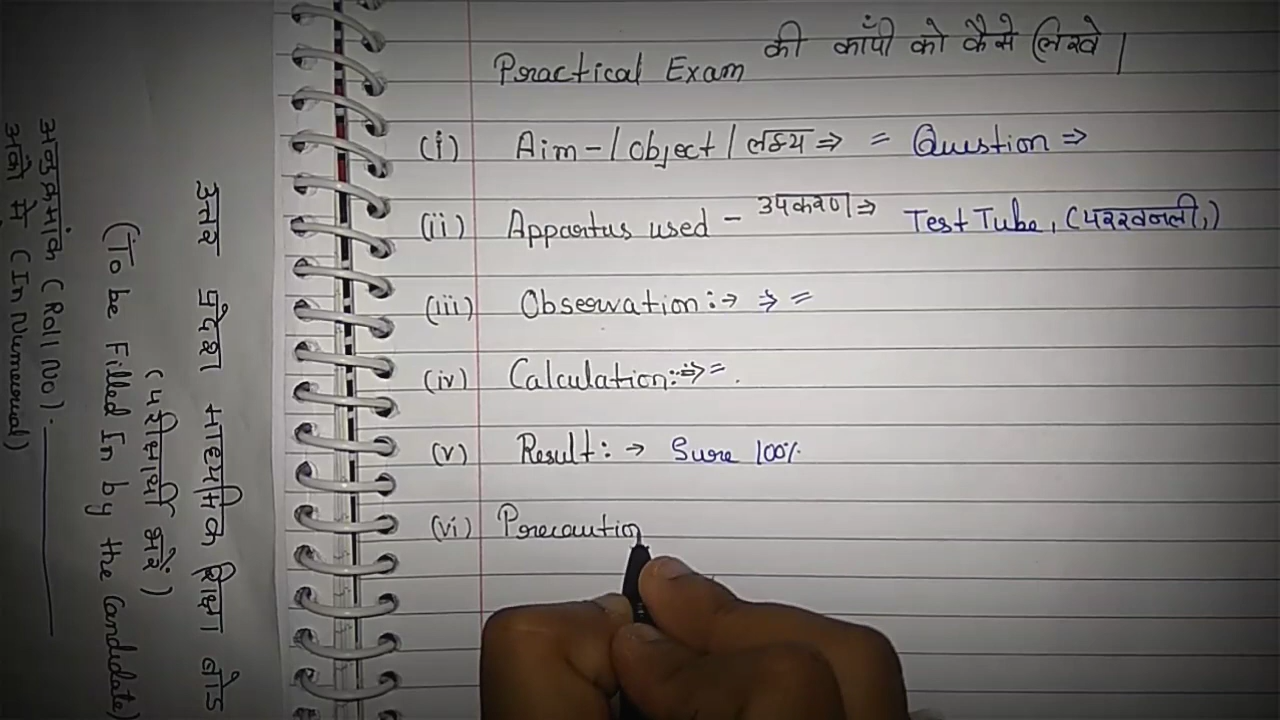 Practical Exam की कॉपी को कैसे लिखे।
(i) Aim-/object/लक्ष्य⇒ = Question ⇒
(ii) Appartus used - उपकरण⇒ Test Tube, (परखनली,)
(iii) Observation:→ ⇒ =
(iv) Calculation:⇒ = .
(v) Result:→ Sure 100%
(vi) Precaution
उत्तर प्रदेश माध्यमिक शिक्षा बोर्ड
(परीक्षार्थी भरें)
(To be Filled In by the Candidate)
अनुक्रमांक (Roll No).
अंको में (In Numeral)